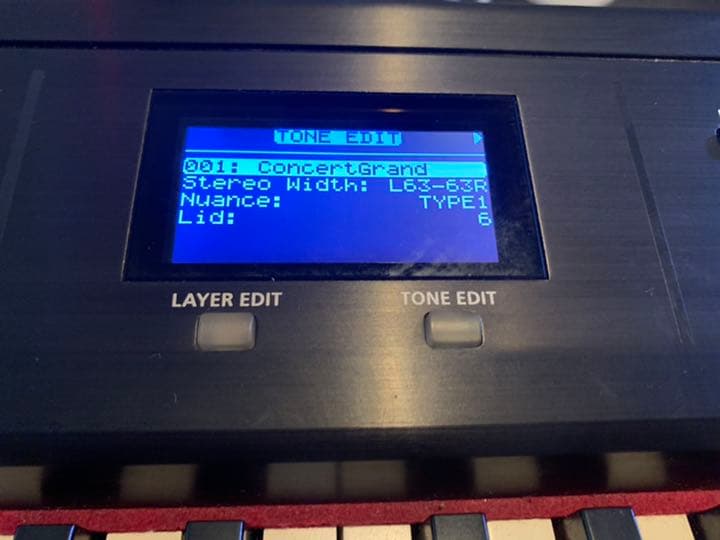 TONE EDIT
001: ConcertGrand
Stereo Width: L63-63R
Nuance: TYPE1
Lid: 6
LAYER EDIT TONE EDIT